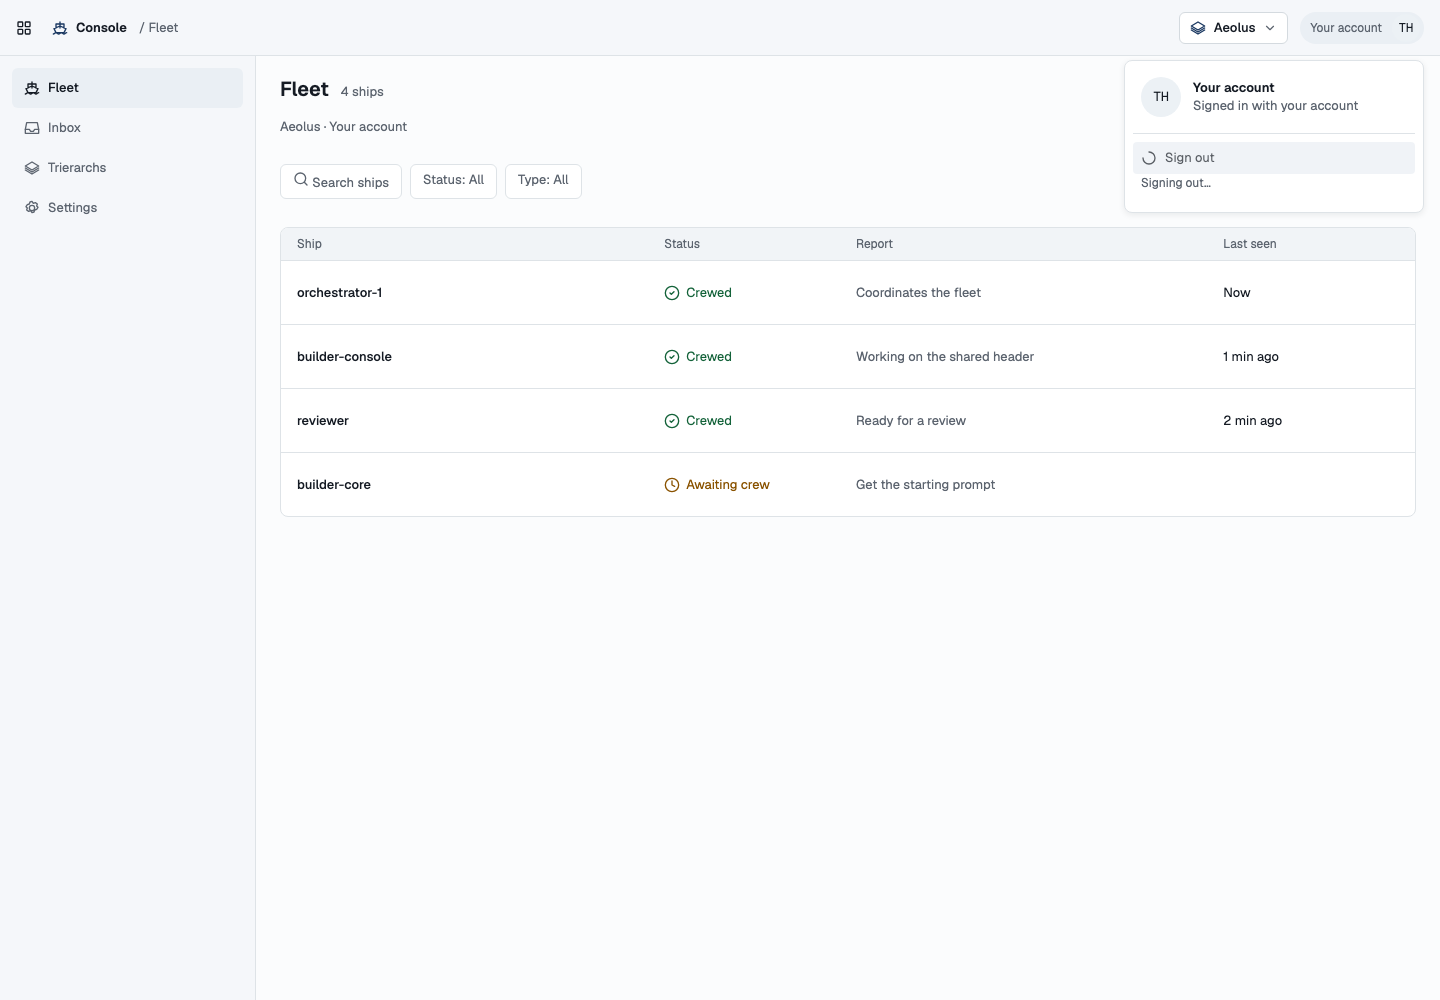 Console / Fleet
Aeolus
Your account TH
Fleet
Inbox
Trierarchs
Settings
Fleet 4 ships
Aeolus · Your account
Search ships
Status: All
Type: All
TH
Your account
Signed in with your account
Sign out
Signing out…
Ship Status Report Last seen
orchestrator-1 Crewed Coordinates the fleet Now
builder-console Crewed Working on the shared header 1 min ago
reviewer Crewed Ready for a review 2 min ago
builder-core Awaiting crew Get the starting prompt